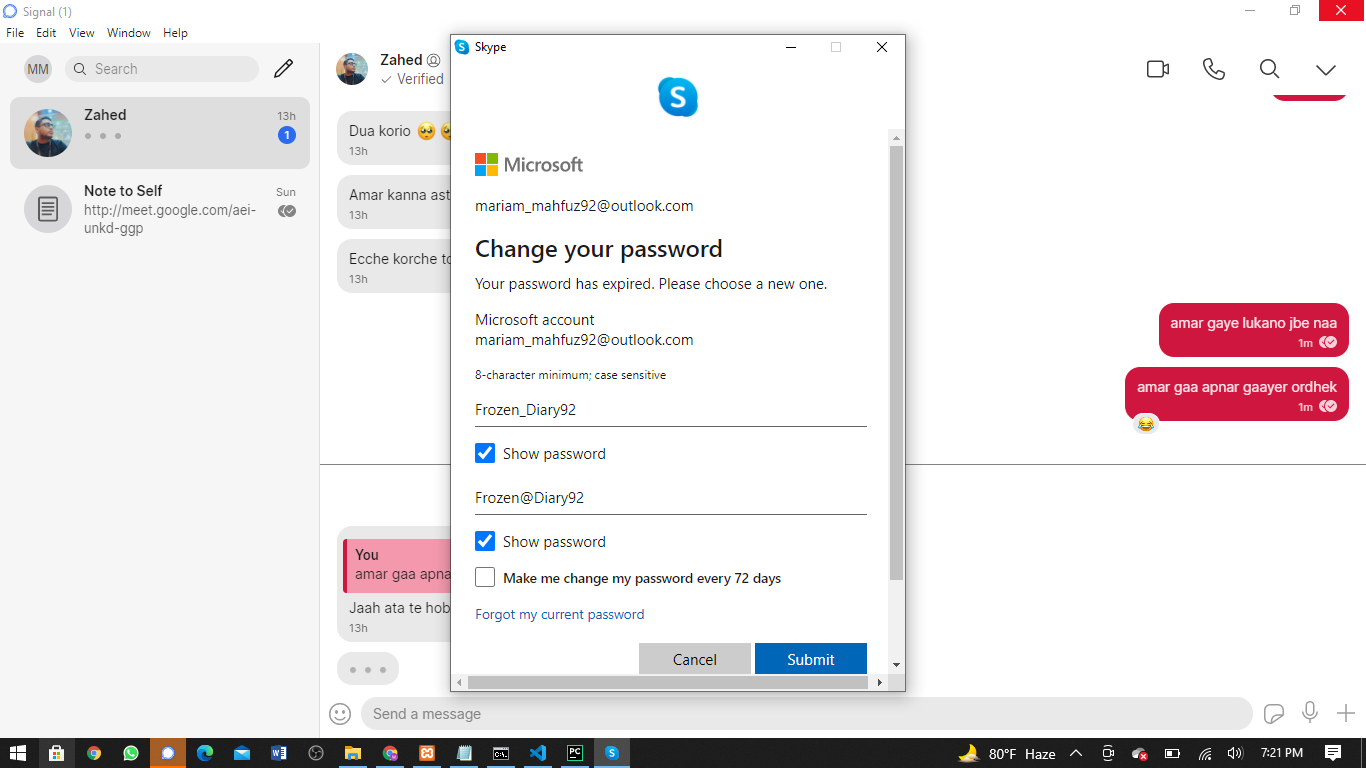 Signal (1)
File Edit View Window Help
MM
Search
Zahed
13h
1
Note to Self
Sun
http://meet.google.com/aei-
unkd-ggp
Zahed
Verified
Dua korio
13h
Amar kanna ast
13h
Ecche korche to
13h
amar gaye lukano jbe naa
1m
amar gaa apnar gaayer ordhek
1m
You
amar gaa apna
Jaah ata te hob
13h
Send a message
Skype
S
Microsoft
mariam_mahfuz92@outlook.com
Change your password
Your password has expired. Please choose a new one.
Microsoft account
mariam_mahfuz92@outlook.com
8-character minimum; case sensitive
Frozen_Diary92
Show password
Frozen@Diary92
Show password
Make me change my password every 72 days
Forgot my current password
Cancel
Submit
80°F Haze
7:21 PM